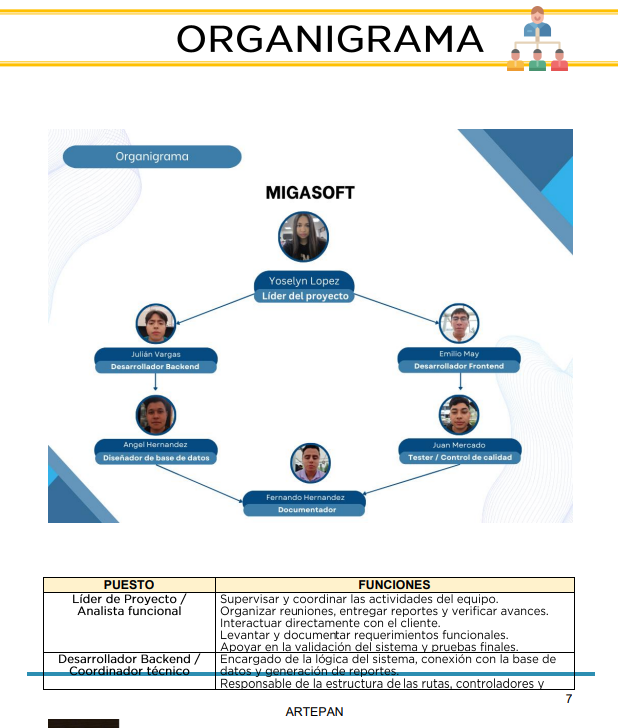 ORGANIGRAMA
Organigrama
MIGASOFT
Yoselyn Lopez
Líder del proyecto
Julián Vargas
Desarrollador Backend
Emilio May
Desarrollador Frontend
Angel Hernandez
Diseñador de base de datos
Juan Mercado
Tester / Control de calidad
Fernando Hernandez
Documentador
PUESTO FUNCIONES
Líder de Proyecto /
Analista funcional
Supervisar y coordinar las actividades del equipo.
Organizar reuniones, entregar reportes y verificar avances.
Interactuar directamente con el cliente.
Levantar y documentar requerimientos funcionales.
Apoyar en la validación del sistema y pruebas finales.
Desarrollador Backend /
Coordinador técnico
Encargado de la lógica del sistema, conexión con la base de
datos y generación de reportes.
Responsable de la estructura de las rutas, controladores y
7
ARTEPAN